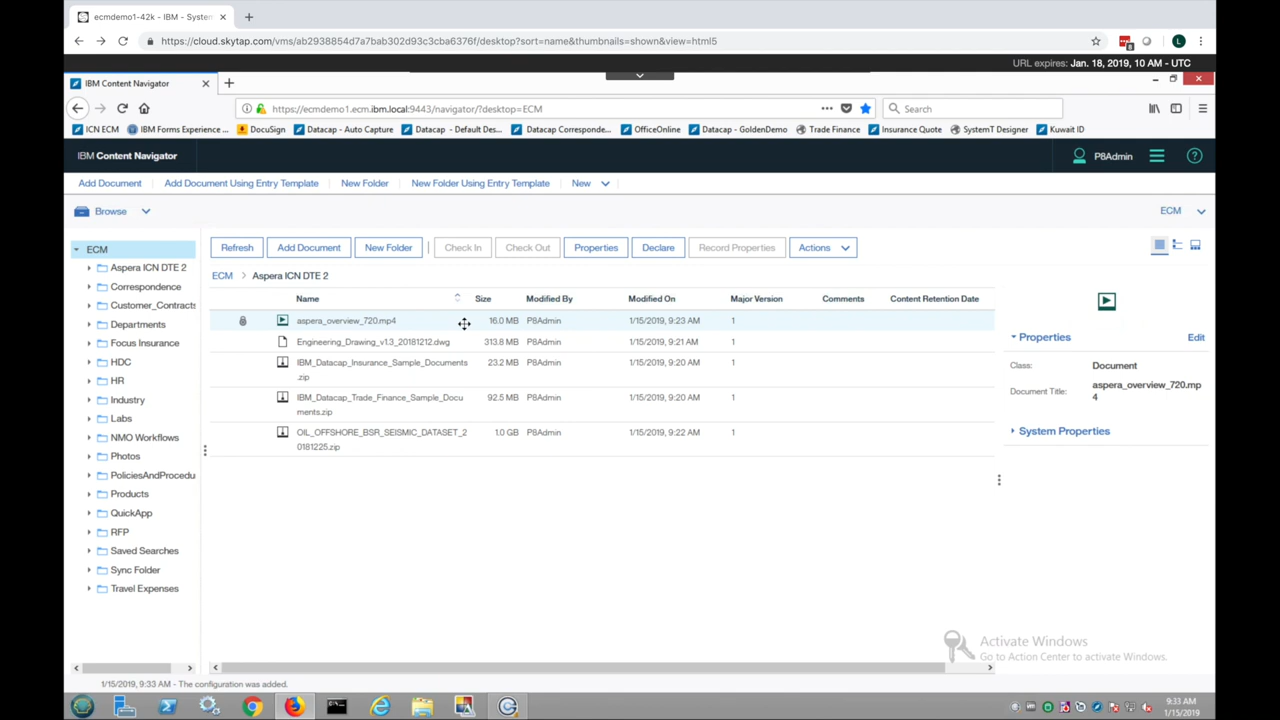 ecmdemo1-42k - IBM - System
https://cloud.skytap.com/vms/ab2938854d7a7bab302d93c3cba6376f/desktop?sort=name&thumbnails=shown&view=html5
L
URL expires: Jan. 18, 2019, 10 AM - UTC
IBM Content Navigator
https://ecmdemo1.ecm.ibm.local:9443/navigator/?desktop=ECM
Search
ICN ECM IBM Forms Experience ... DocuSign Datacap - Auto Capture Datacap - Default Des... Datacap Corresponde... OfficeOnline Datacap - GoldenDemo Trade Finance Insurance Quote SystemT Designer Kuwait ID
IBM Content Navigator P8Admin
Add Document Add Document Using Entry Template New Folder New Folder Using Entry Template New
Browse ECM
ECM
Aspera ICN DTE 2
Correspondence
Customer_Contracts
Departments
Focus Insurance
HDC
HR
Industry
Labs
NMO Workflows
Photos
PoliciesAndProcedu
Products
QuickApp
RFP
Saved Searches
Sync Folder
Travel Expenses
Refresh Add Document New Folder Check In Check Out Properties Declare Record Properties Actions
ECM > Aspera ICN DTE 2
Name Size Modified By Modified On Major Version Comments Content Retention Date
aspera_overview_720.mp4 16.0 MB P8Admin 1/15/2019, 9:23 AM 1
Engineering_Drawing_v1.3_20181212.dwg 313.8 MB P8Admin 1/15/2019, 9:21 AM 1
IBM_Datacap_Insurance_Sample_Documents 23.2 MB P8Admin 1/15/2019, 9:20 AM 1
.zip
IBM_Datacap_Trade_Finance_Sample_Docu 92.5 MB P8Admin 1/15/2019, 9:20 AM 1
ments.zip
OIL_OFFSHORE_BSR_SEISMIC_DATASET_2 1.0 GB P8Admin 1/15/2019, 9:22 AM 1
0181225.zip
Properties Edit
Class: Document
Document Title: aspera_overview_720.mp
4
System Properties
Activate Windows
Go to Action Center to activate Windows.
1/15/2019, 9:33 AM - The configuration was added.
9:33 AM
1/15/2019